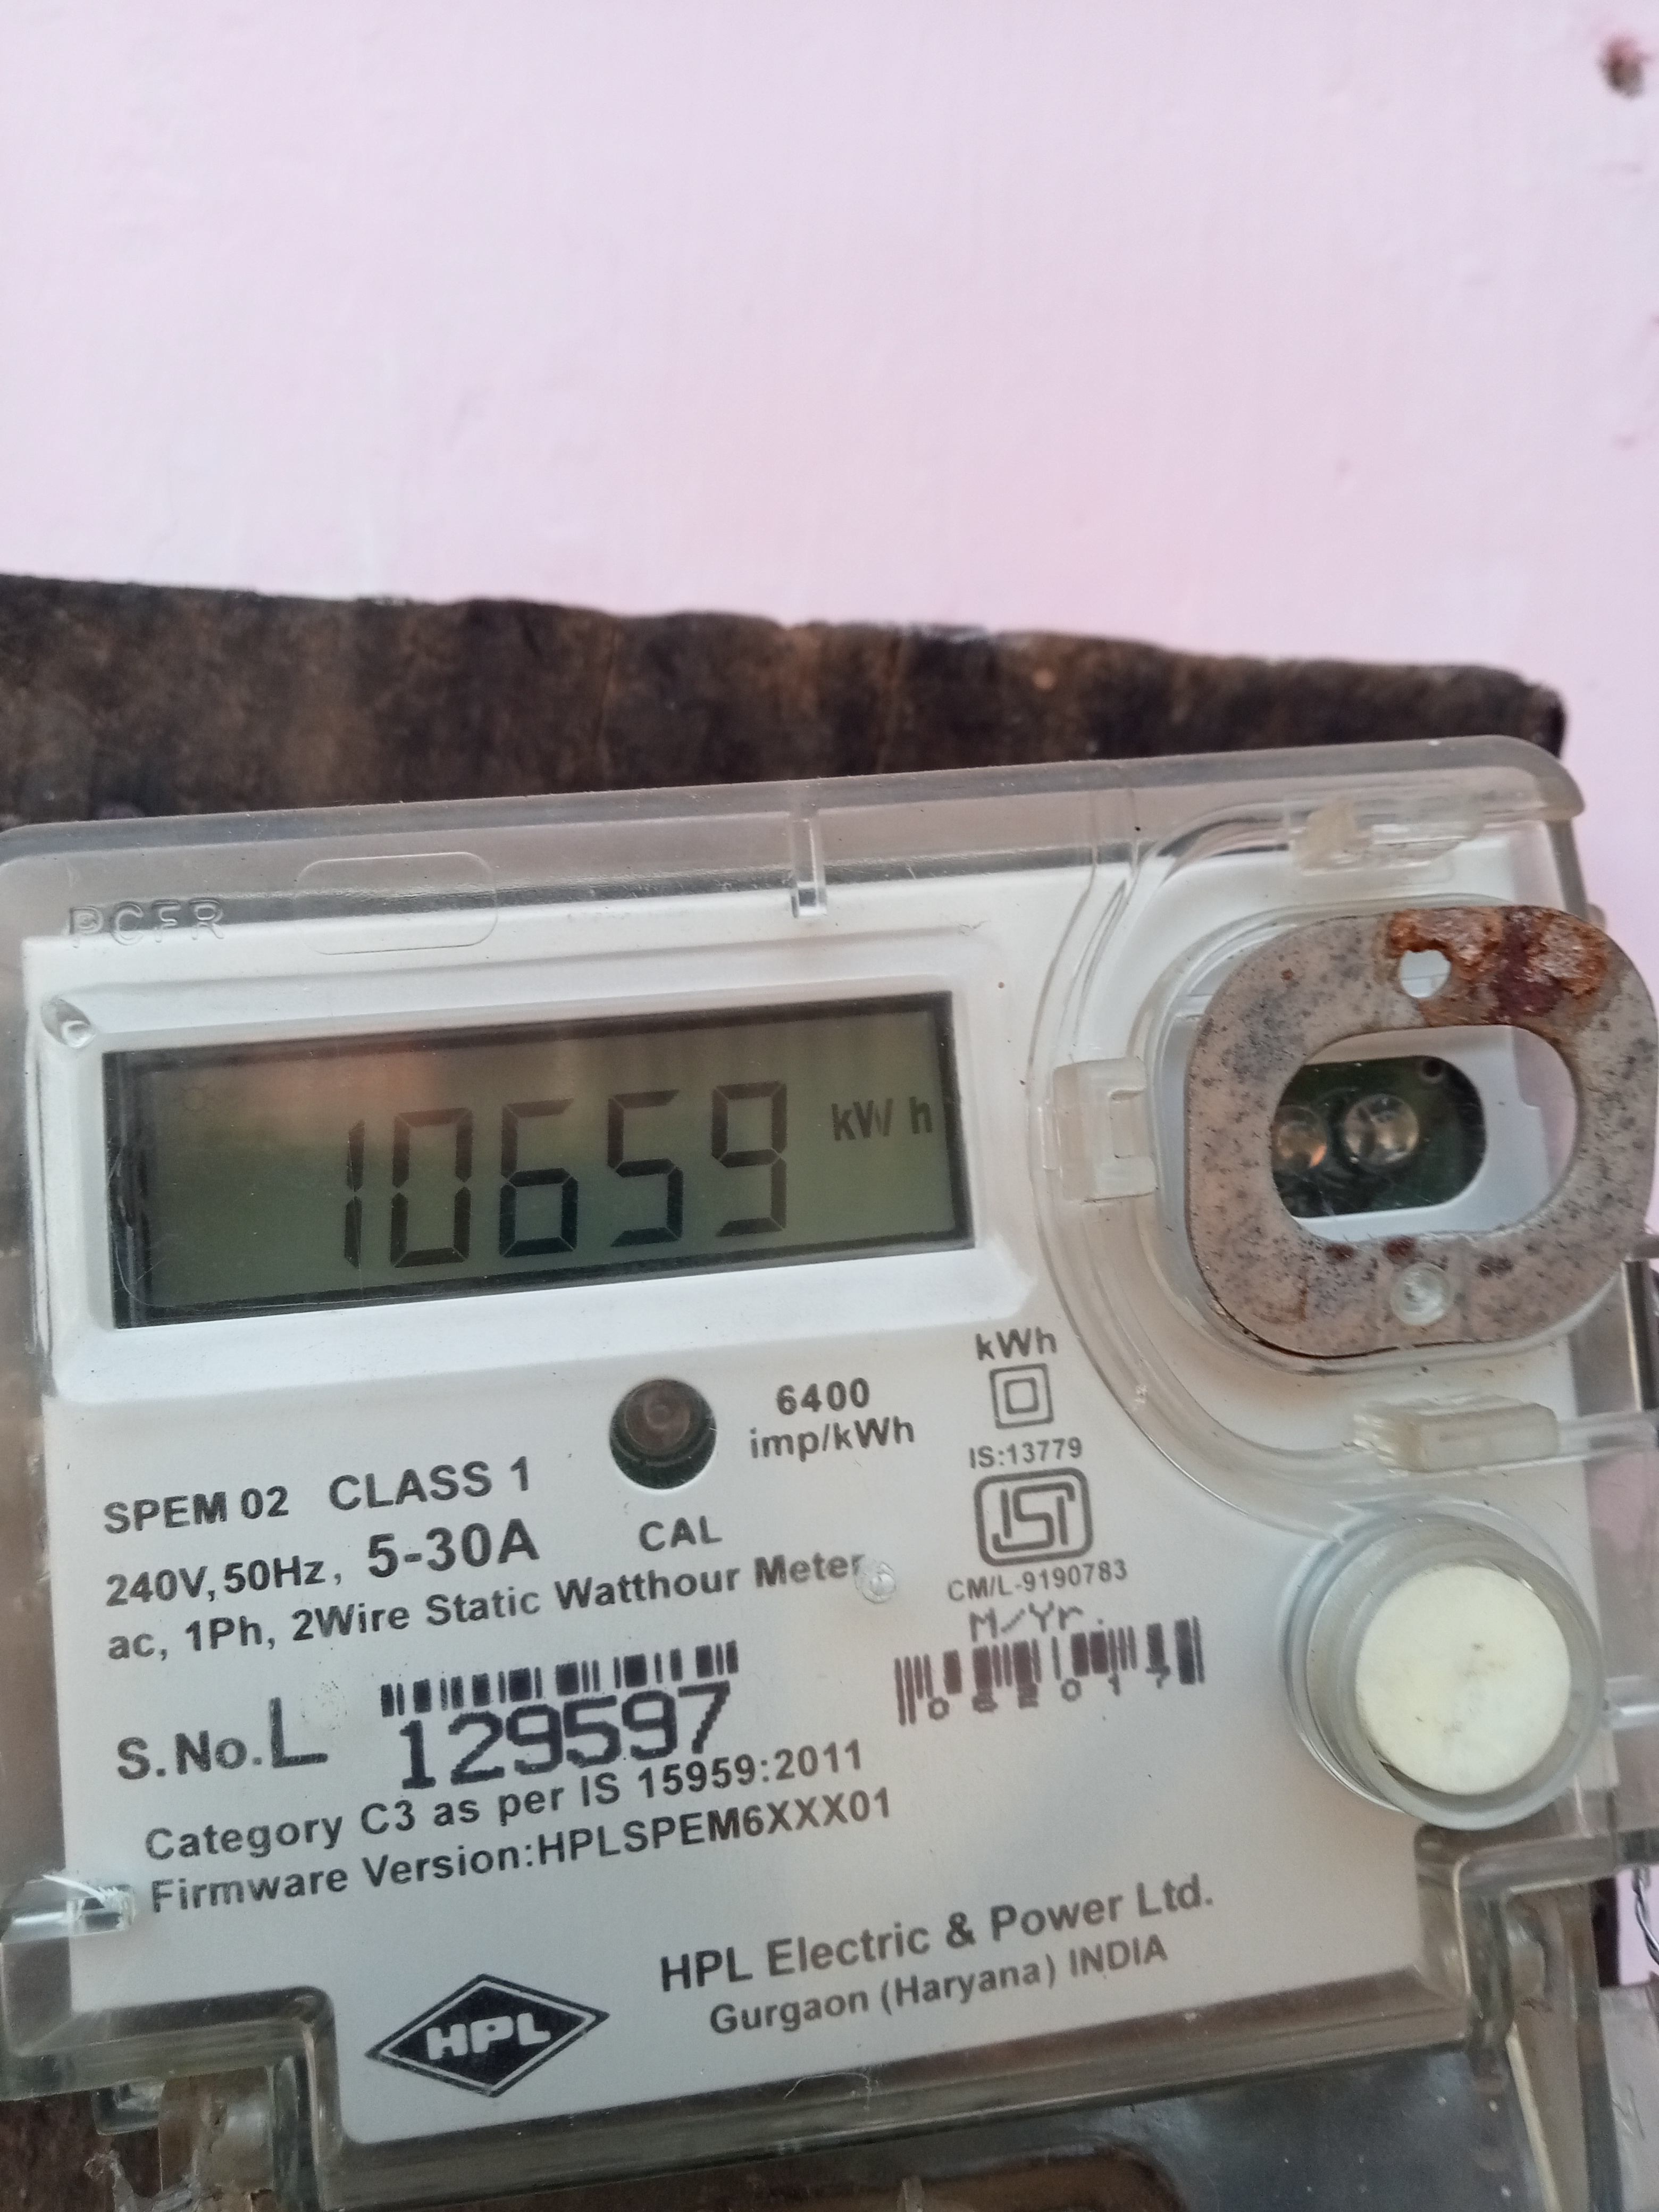 PCFR
10659 kW h
6400
imp/kWh
kWh
IS:13779
ISI
CM/L-9190783
M/Yr.
082017
SPEM 02 CLASS 1
CAL
240V, 50Hz, 5-30A
ac, 1Ph, 2Wire Static Watthour Meter
S.No. L 129597
Category C3 as per IS 15959:2011
Firmware Version:HPLSPEM6XXX01
HPL
HPL Electric & Power Ltd.
Gurgaon (Haryana) INDIA